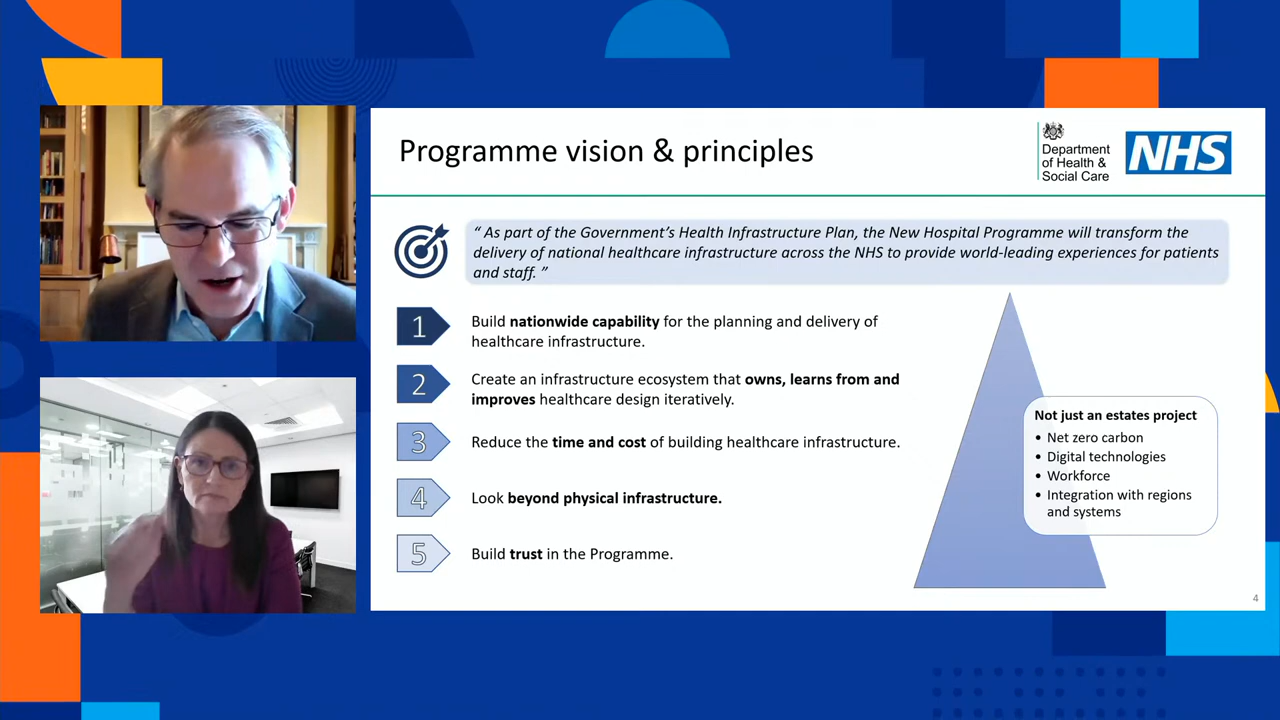 Programme vision & principles
Department
of Health &
Social Care
NHS
“ As part of the Government’s Health Infrastructure Plan, the New Hospital Programme will transform the
delivery of national healthcare infrastructure across the NHS to provide world-leading experiences for patients
and staff. ”
1
Build nationwide capability for the planning and delivery of
healthcare infrastructure.
2
Create an infrastructure ecosystem that owns, learns from and
improves healthcare design iteratively.
3
Reduce the time and cost of building healthcare infrastructure.
4
Look beyond physical infrastructure.
5
Build trust in the Programme.
Not just an estates project
• Net zero carbon
• Digital technologies
• Workforce
• Integration with regions
and systems
4